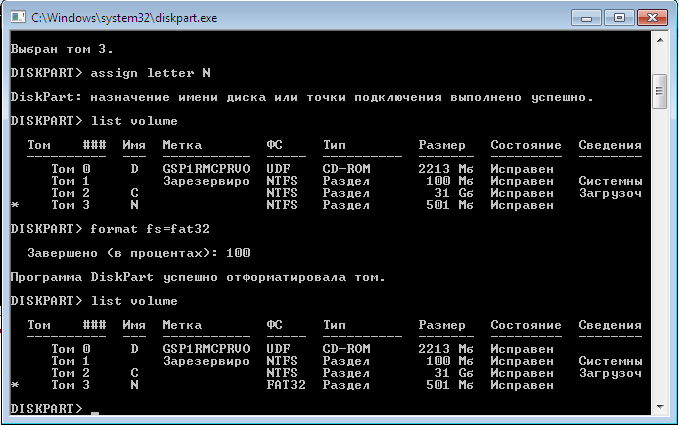 C:\Windows\system32\diskpart.exe
Выбран том 3.
DISKPART> assign letter N
DiskPart: назначение имени диска или точки подключения выполнено успешно.
DISKPART> list volume
Том ### Имя Метка ФС Тип Размер Состояние Сведения
---------- --- ----------- ----- ---------- ------- --------- --------
Том 0 D GSP1RMCPRVO UDF CD-ROM 2213 Мб Исправен
Том 1 Зарезервиро NTFS Раздел 100 Мб Исправен Системны
Том 2 C NTFS Раздел 31 Gб Исправен Загрузоч
* Том 3 N NTFS Раздел 501 Мб Исправен
DISKPART> format fs=fat32
Завершено (в процентах): 100
Программа DiskPart успешно отформатировала том.
DISKPART> list volume
Том ### Имя Метка ФС Тип Размер Состояние Сведения
---------- --- ----------- ----- ---------- ------- --------- --------
Том 0 D GSP1RMCPRVO UDF CD-ROM 2213 Мб Исправен
Том 1 Зарезервиро NTFS Раздел 100 Мб Исправен Системны
Том 2 C NTFS Раздел 31 Gб Исправен Загрузоч
* Том 3 N FAT32 Раздел 501 Мб Исправен
DISKPART> _